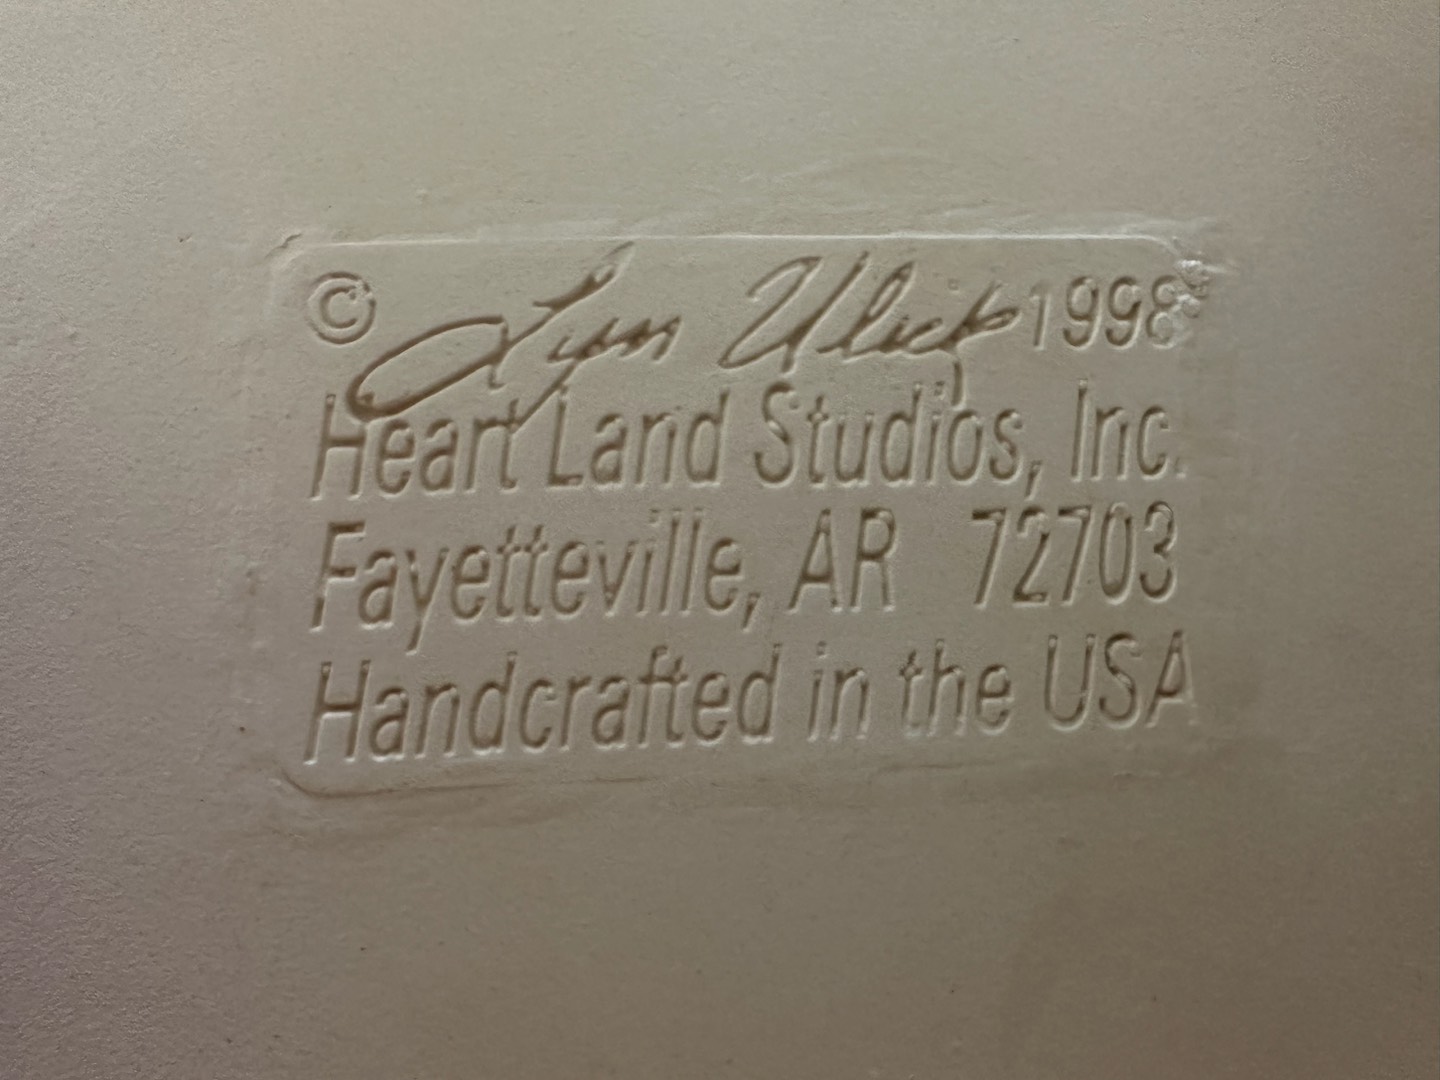 © Lynn Ulick 1998
Heart Land Studios, Inc.
Fayetteville, AR 72703
Handcrafted in the USA